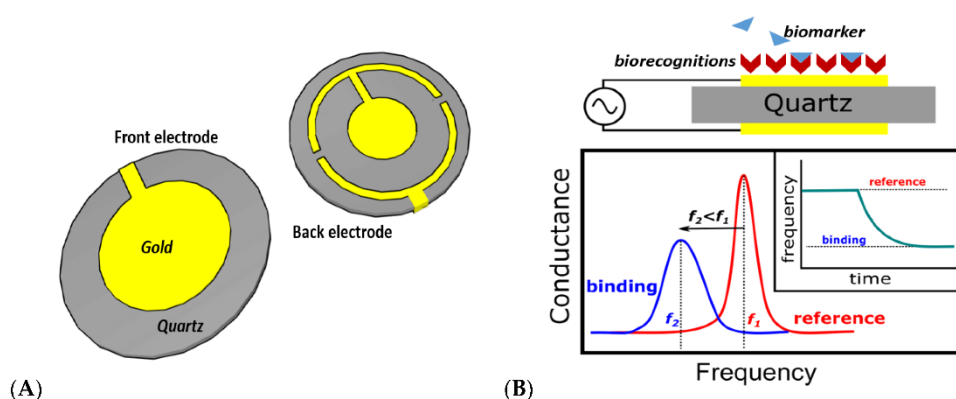 Front electrode
Gold
Quartz
Back electrode
(A)
biomarker
biorecognitions
Quartz
Conductance
f2<f1
binding
f2
f1
reference
Frequency
frequency
reference
binding
time
(B)